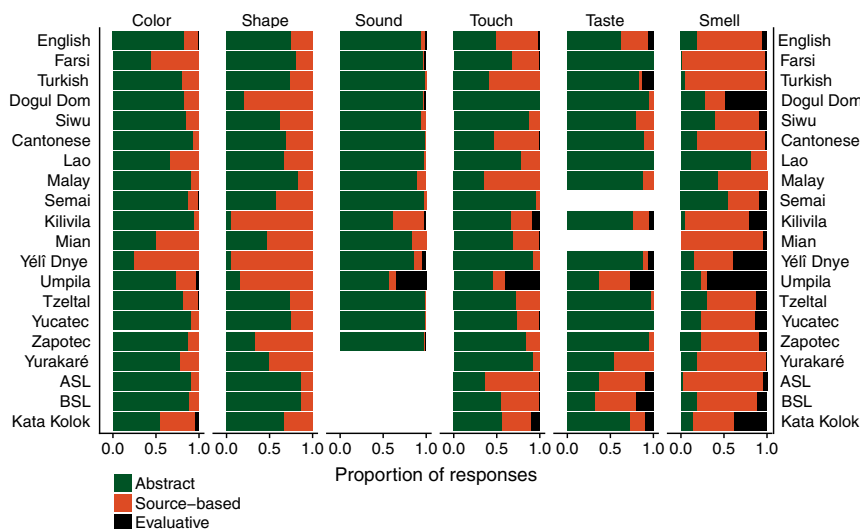 Color Shape Sound Touch Taste Smell
English English
Farsi Farsi
Turkish Turkish
Dogul Dom Dogul Dom
Siwu Siwu
Cantonese Cantonese
Lao Lao
Malay Malay
Semai Semai
Kilivila Kilivila
Mian Mian
Yélî Dnye Yélî Dnye
Umpila Umpila
Tzeltal Tzeltal
Yucatec Yucatec
Zapotec Zapotec
Yurakaré Yurakaré
ASL ASL
BSL BSL
Kata Kolok Kata Kolok
0.0 0.5 1.0 0.0 0.5 1.0 0.0 0.5 1.0 0.0 0.5 1.0 0.0 0.5 1.0 0.0 0.5 1.0
Proportion of responses
Abstract
Source−based
Evaluative